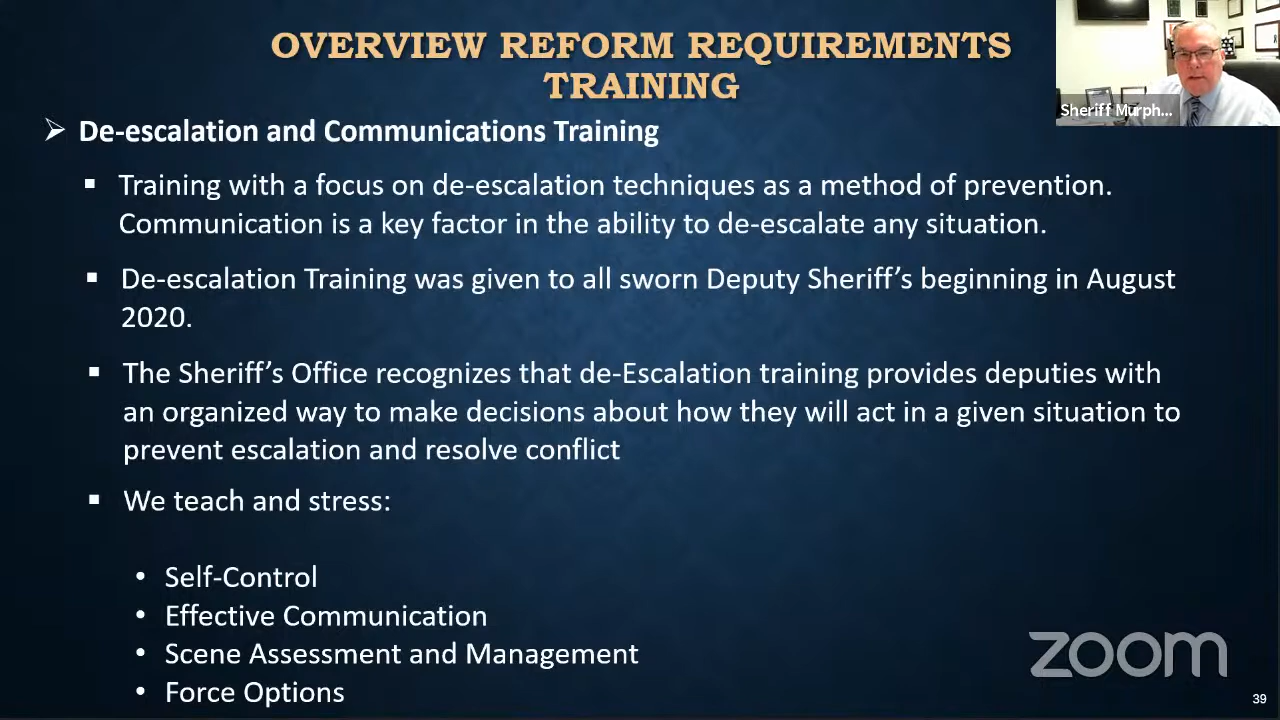 OVERVIEW REFORM REQUIREMENTS
TRAINING
Sheriff Murph...
➢ De-escalation and Communications Training
▪ Training with a focus on de-escalation techniques as a method of prevention.
Communication is a key factor in the ability to de-escalate any situation.
▪ De-escalation Training was given to all sworn Deputy Sheriff’s beginning in August
2020.
▪ The Sheriff’s Office recognizes that de-Escalation training provides deputies with
an organized way to make decisions about how they will act in a given situation to
prevent escalation and resolve conflict
▪ We teach and stress:
• Self-Control
• Effective Communication
• Scene Assessment and Management
• Force Options
zoom
39